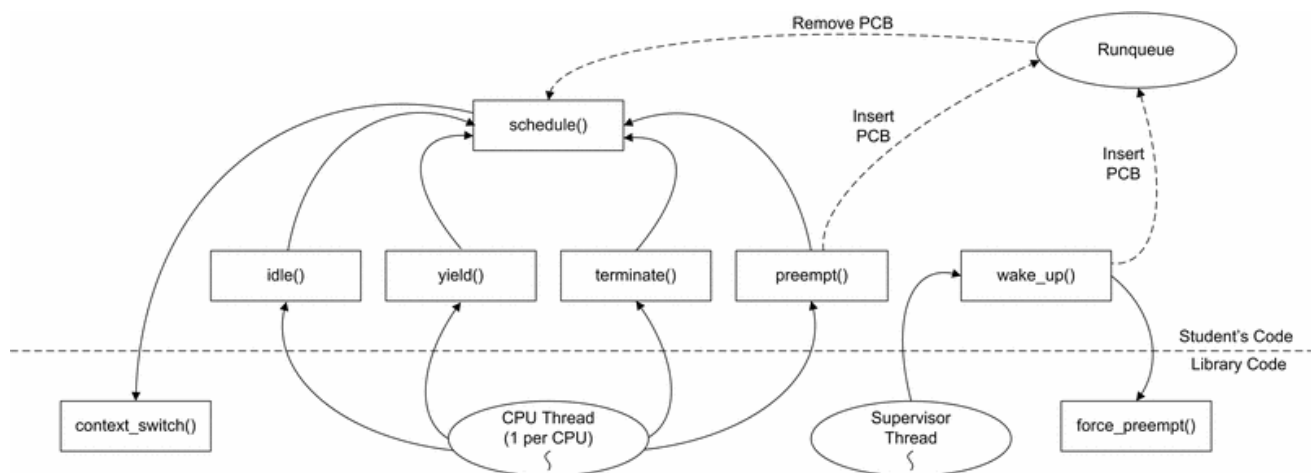 Remove PCB
Runqueue
schedule()
Insert
PCB
Insert
PCB
idle()
yield()
terminate()
preempt()
wake_up()
Student's Code
Library Code
context_switch()
CPU Thread
(1 per CPU)
Supervisor
Thread
force_preempt()